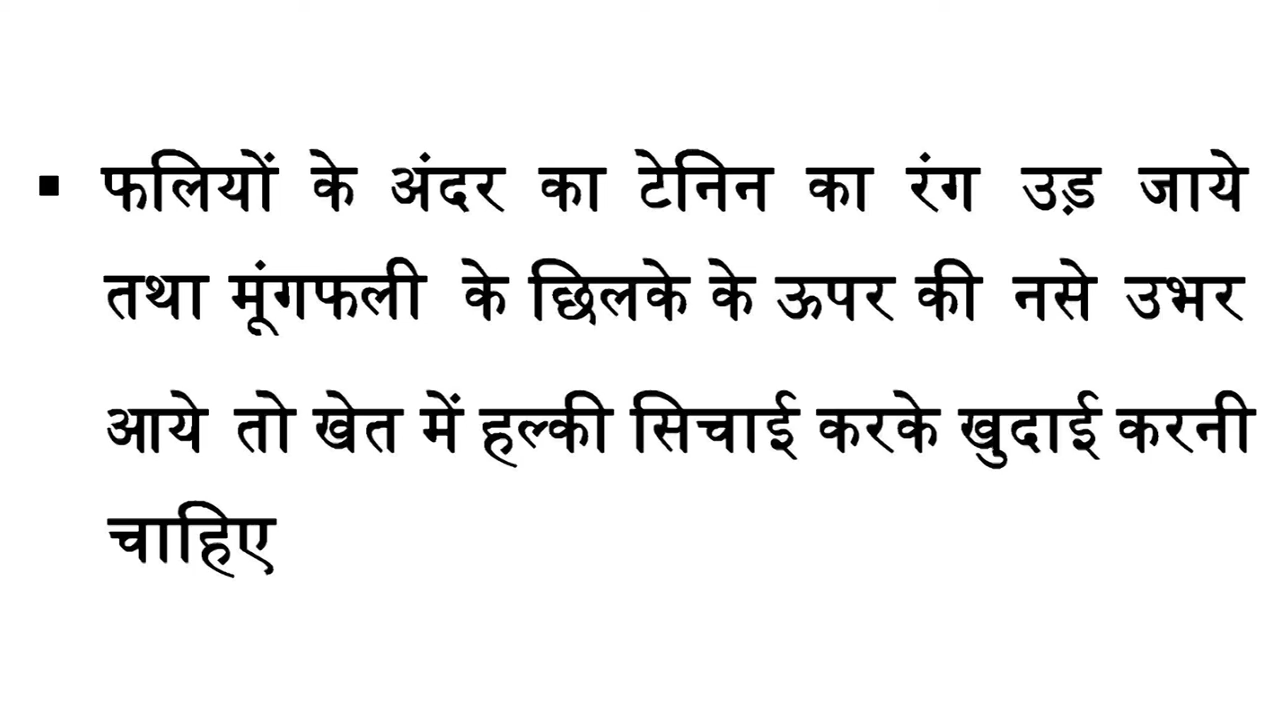 ▪ फलियों के अंदर का टेनिन का रंग उड़ जाये
तथा मूंगफली के छिलके के ऊपर की नसे उभर
आये तो खेत में हल्की सिचाई करके खुदाई करनी
चाहिए